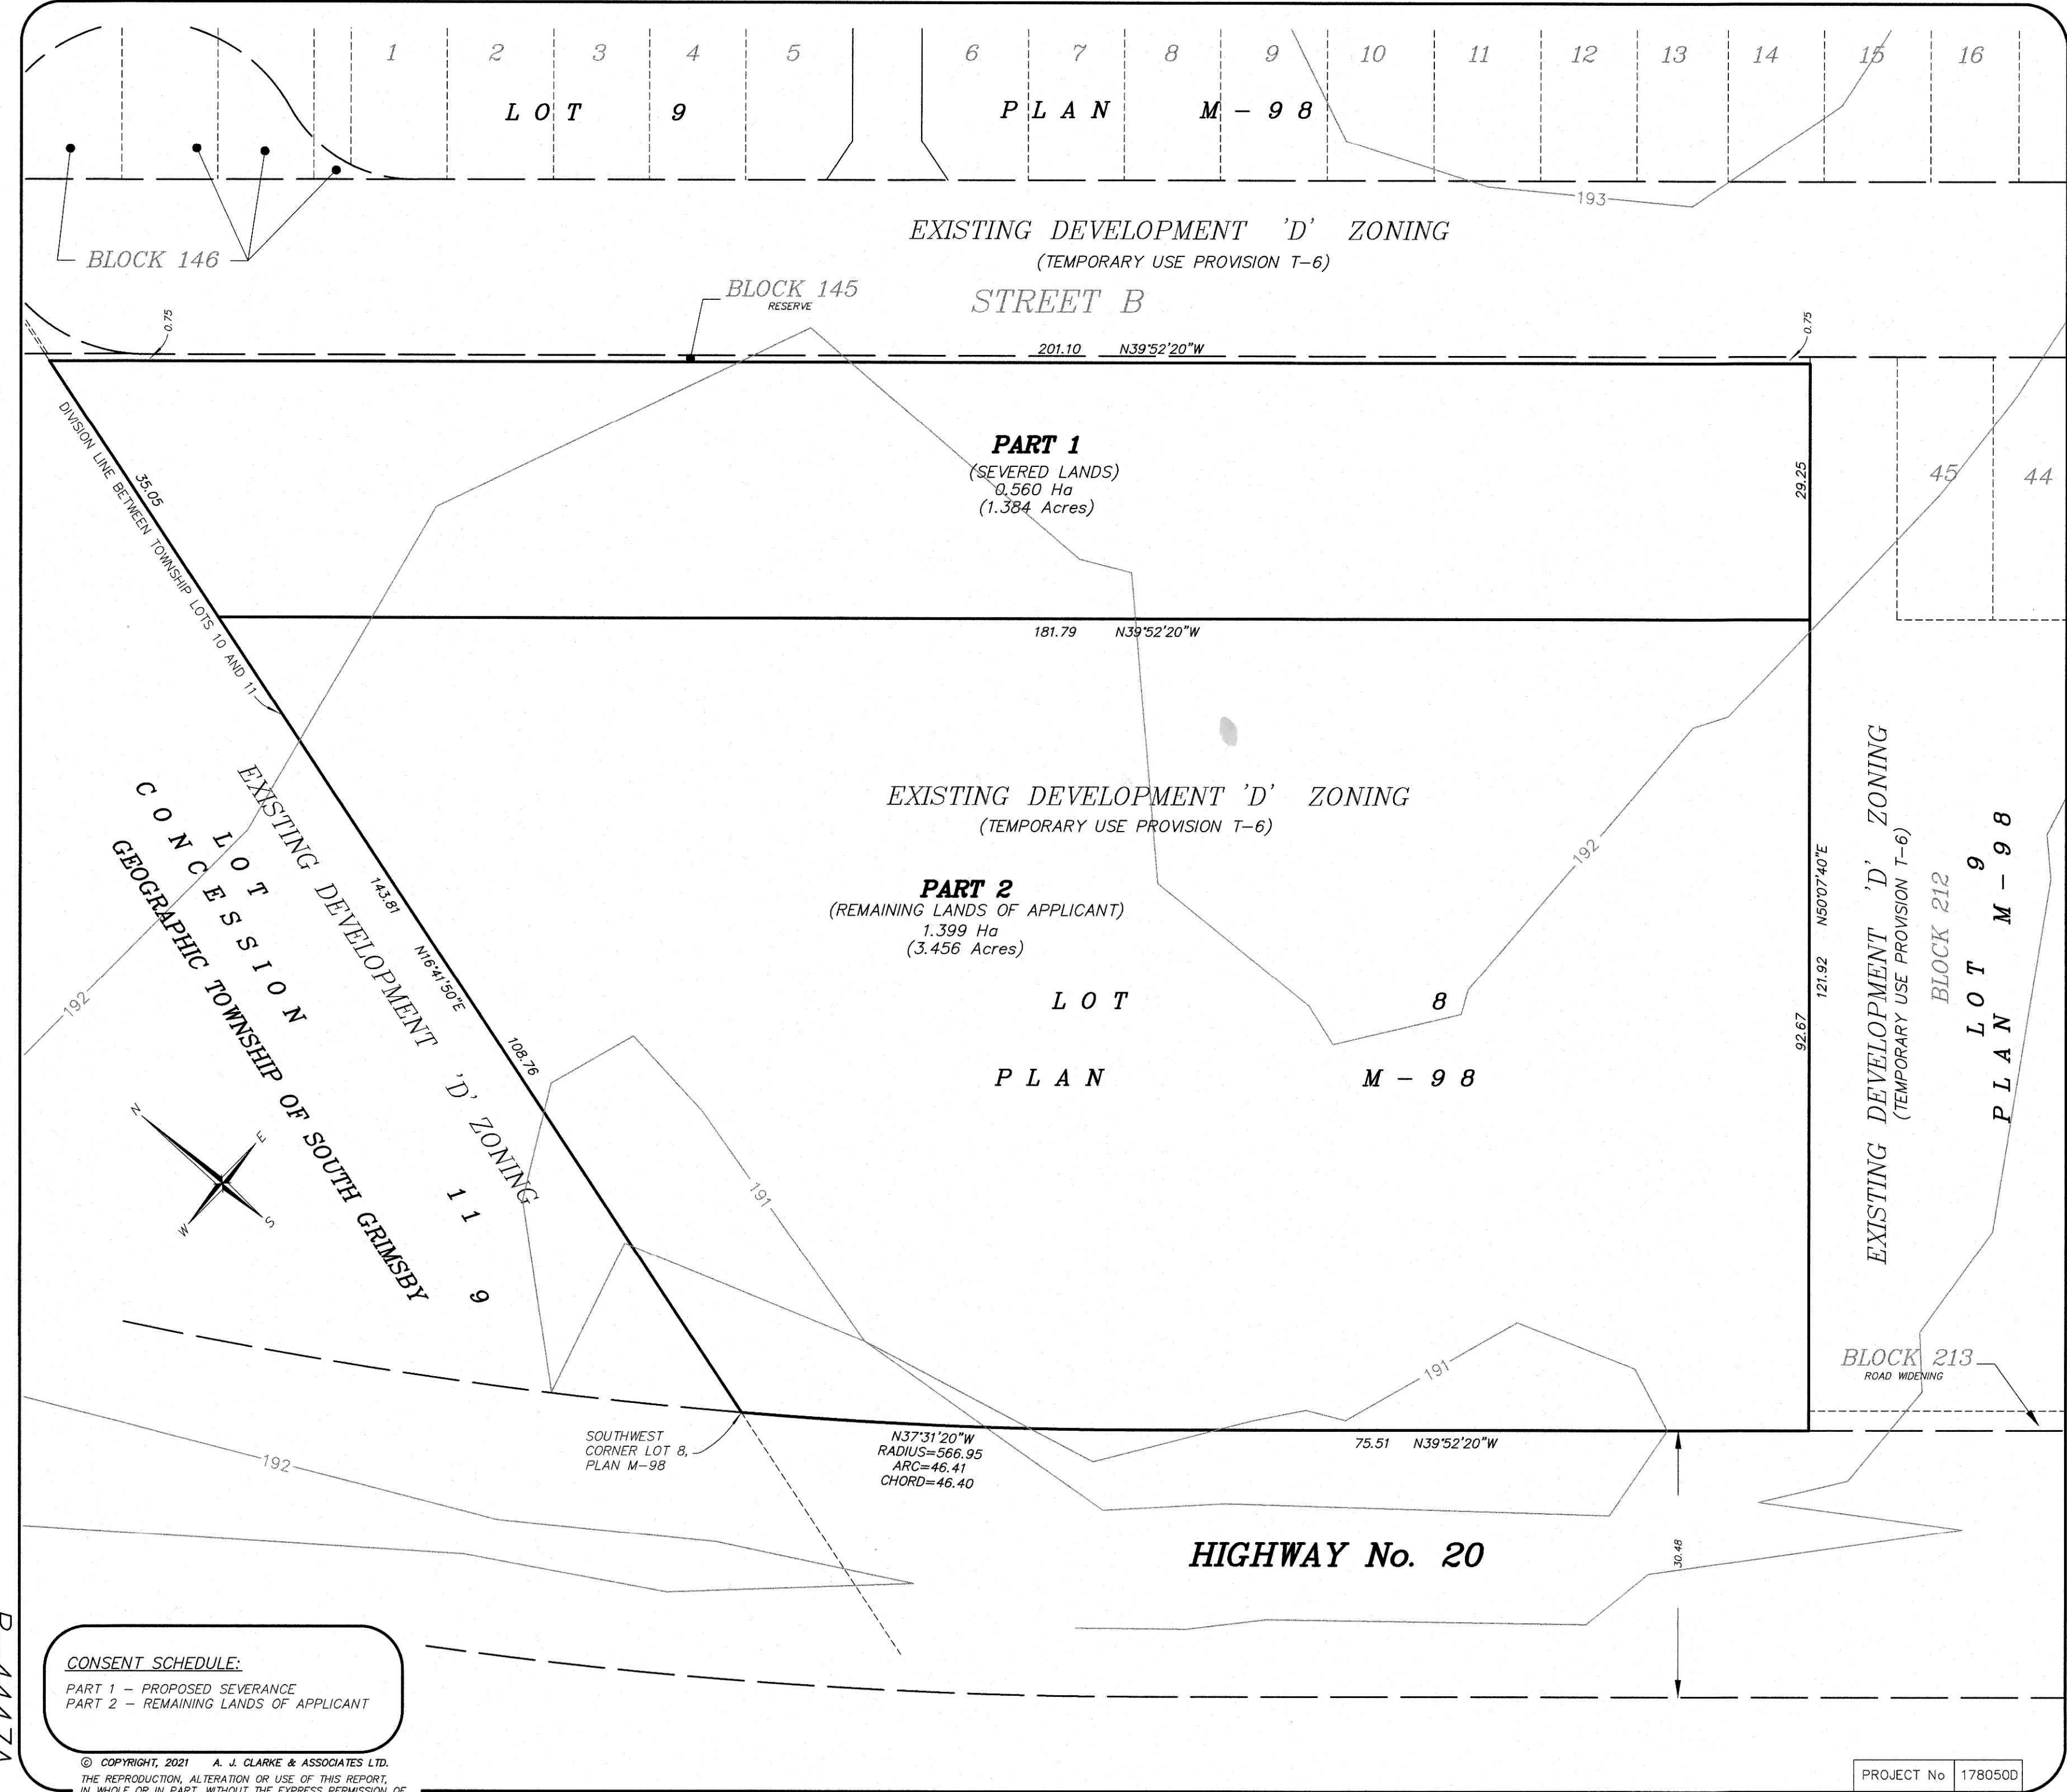 1 2 3 4 5 6 7 8 9 10 11 12 13 14 15 16
LOT 9 PLAN M-98
193
EXISTING DEVELOPMENT 'D' ZONING
(TEMPORARY USE PROVISION T-6)
BLOCK 146
BLOCK 145
RESERVE
STREET B
0.75
0.75
201.10 N39°52'20"W
DIVISION LINE BETWEEN TOWNSHIP LOTS 10 AND 11
35.05
PART 1
(SEVERED LANDS)
0.560 Ha
(1.384 Acres)
29.25
45
44
181.79 N39°52'20"W
EXISTING DEVELOPMENT 'D' ZONING
(TEMPORARY USE PROVISION T-6)
192
PART 2
(REMAINING LANDS OF APPLICANT)
1.399 Ha
(3.456 Acres)
LOT 8
PLAN M-98
143.81 N16°41'50"E
108.76
EXISTING DEVELOPMENT 'D' ZONING
LOT 11
CONCESSION 9
GEOGRAPHIC TOWNSHIP OF SOUTH GRIMSBY
192
N
E
S
W
191
191
121.92 N50°07'40"E
92.67
EXISTING DEVELOPMENT 'D' ZONING
(TEMPORARY USE PROVISION T-6)
BLOCK 212
LOT 9
PLAN M-98
BLOCK 213
ROAD WIDENING
SOUTHWEST
CORNER LOT 8,
PLAN M-98
N37°31'20"W
RADIUS=566.95
ARC=46.41
CHORD=46.40
75.51 N39°52'20"W
192
HIGHWAY No. 20
30.48
CONSENT SCHEDULE:
PART 1 - PROPOSED SEVERANCE
PART 2 - REMAINING LANDS OF APPLICANT
© COPYRIGHT, 2021 A. J. CLARKE & ASSOCIATES LTD.
THE REPRODUCTION, ALTERATION OR USE OF THIS REPORT,
IN WHOLE OR IN PART, WITHOUT THE EXPRESS PERMISSION OF
PROJECT No 178050D